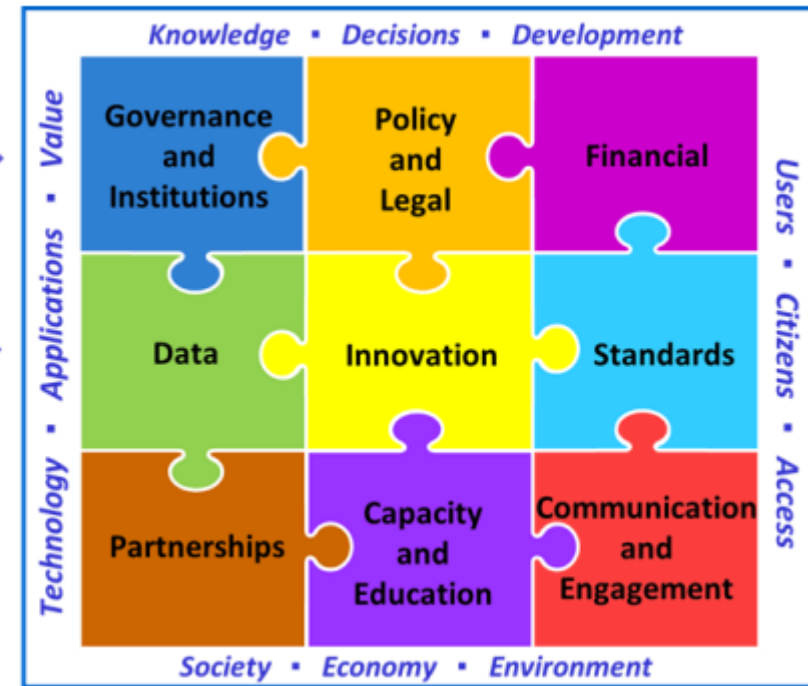 Knowledge ▪ Decisions ▪ Development
Technology ▪ Applications ▪ Value
Governance
and
Institutions
Policy
and
Legal
Financial
Data
Innovation
Standards
Partnerships
Capacity
and
Education
Communication
and
Engagement
Users ▪ Citizens ▪ Access
Society ▪ Economy ▪ Environment